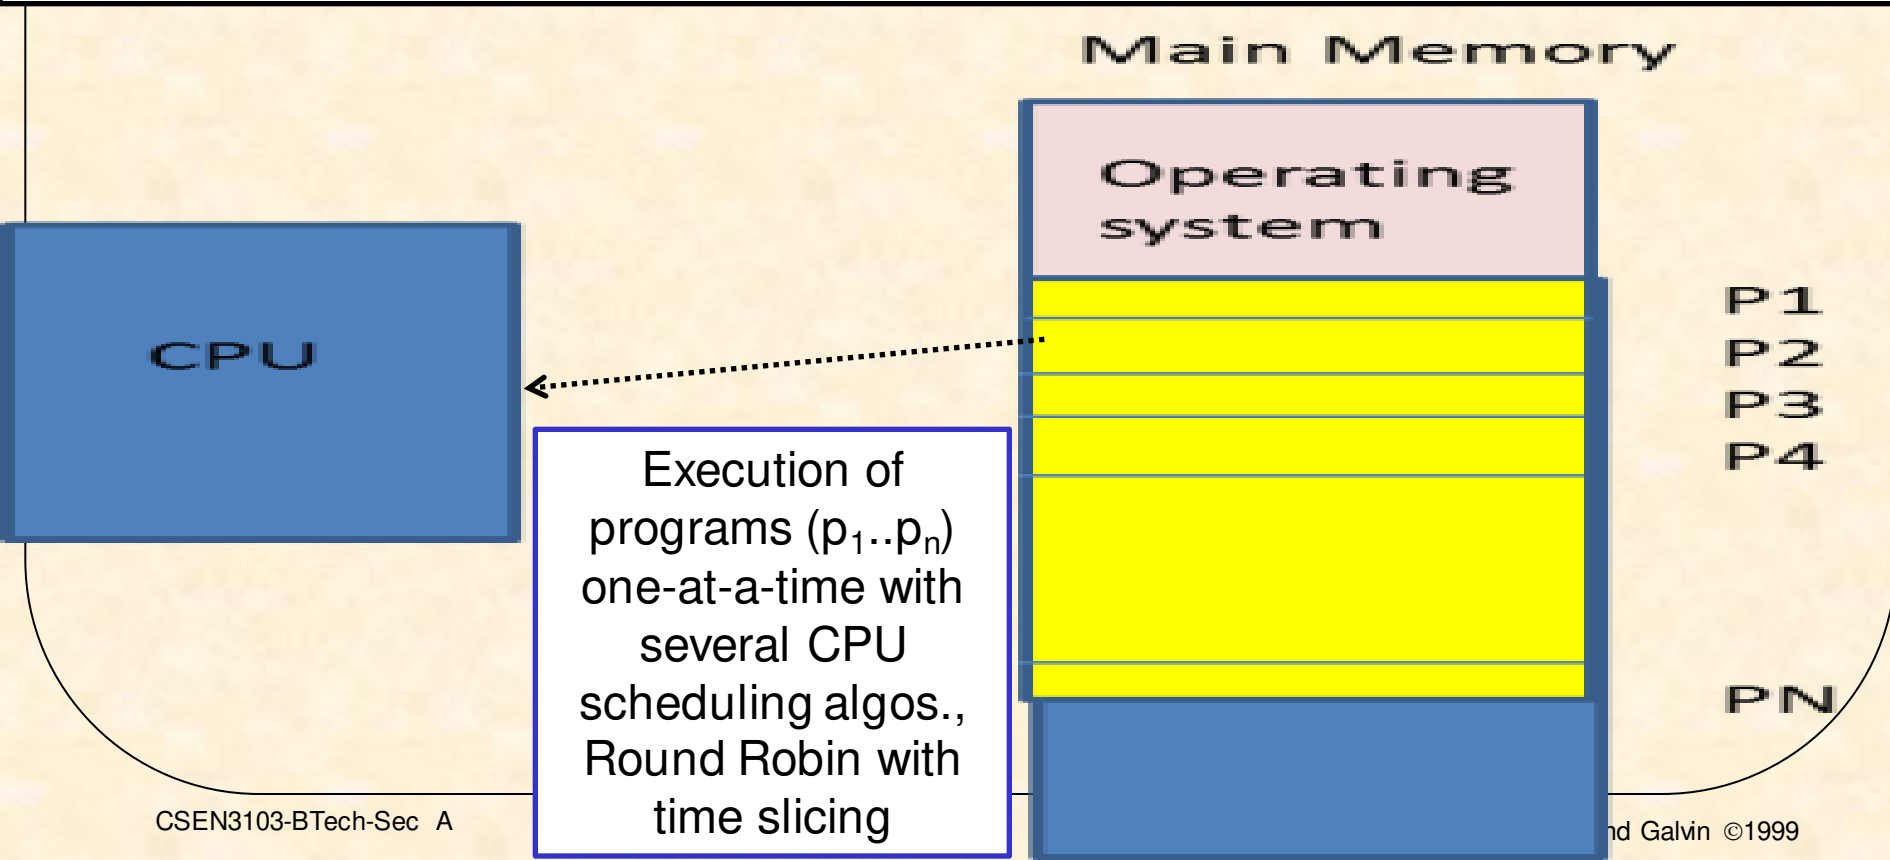 Main Memory
Operating
system
CPU
P1
P2
P3
P4
PN
Execution of
programs (p₁..pₙ)
one-at-a-time with
several CPU
scheduling algos.,
Round Robin with
time slicing
CSEN3103-BTech-Sec A
Galvin ©1999